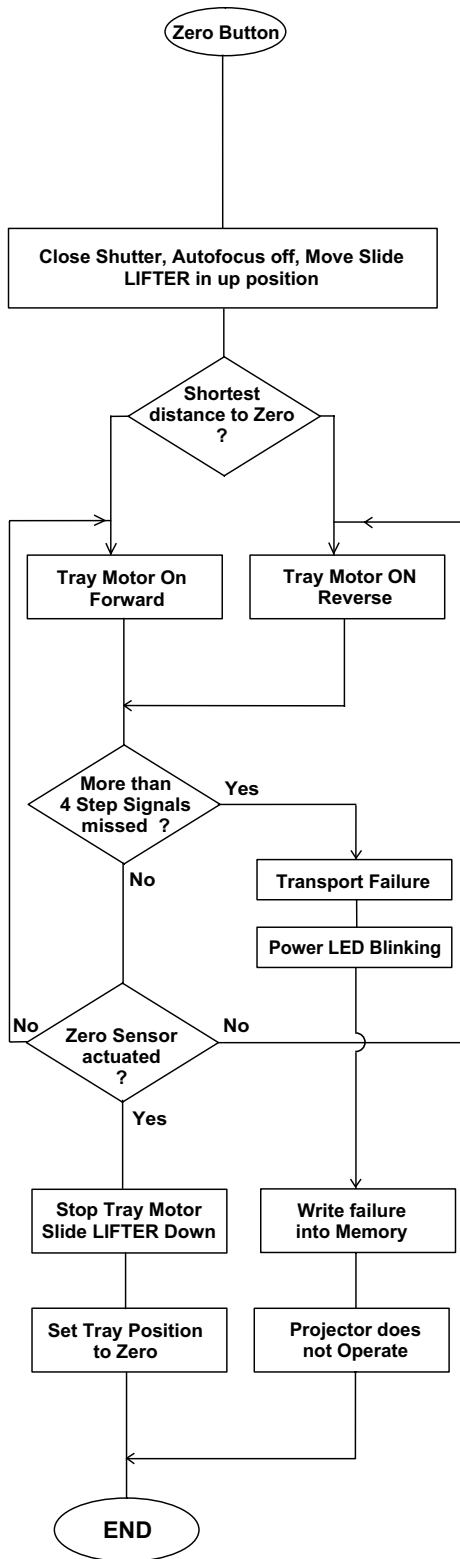 Zero Button
Close Shutter, Autofocus off, Move Slide
LIFTER in up position
Shortest
distance to Zero
?
Tray Motor On
Forward
Tray Motor ON
Reverse
More than
4 Step Signals
missed ?
Yes
No
Transport Failure
Power LED Blinking
No
Zero Sensor
actuated
?
No
Yes
Stop Tray Motor
Slide LIFTER Down
Write failure
into Memory
Set Tray Position
to Zero
Projector does
not Operate
END